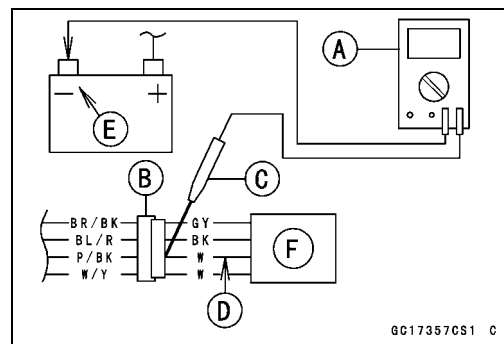 A
− +
E
B
C
BR/BK GY
BL/R BK
P/BK W
W/Y W
F
D
GC17357CS1 C